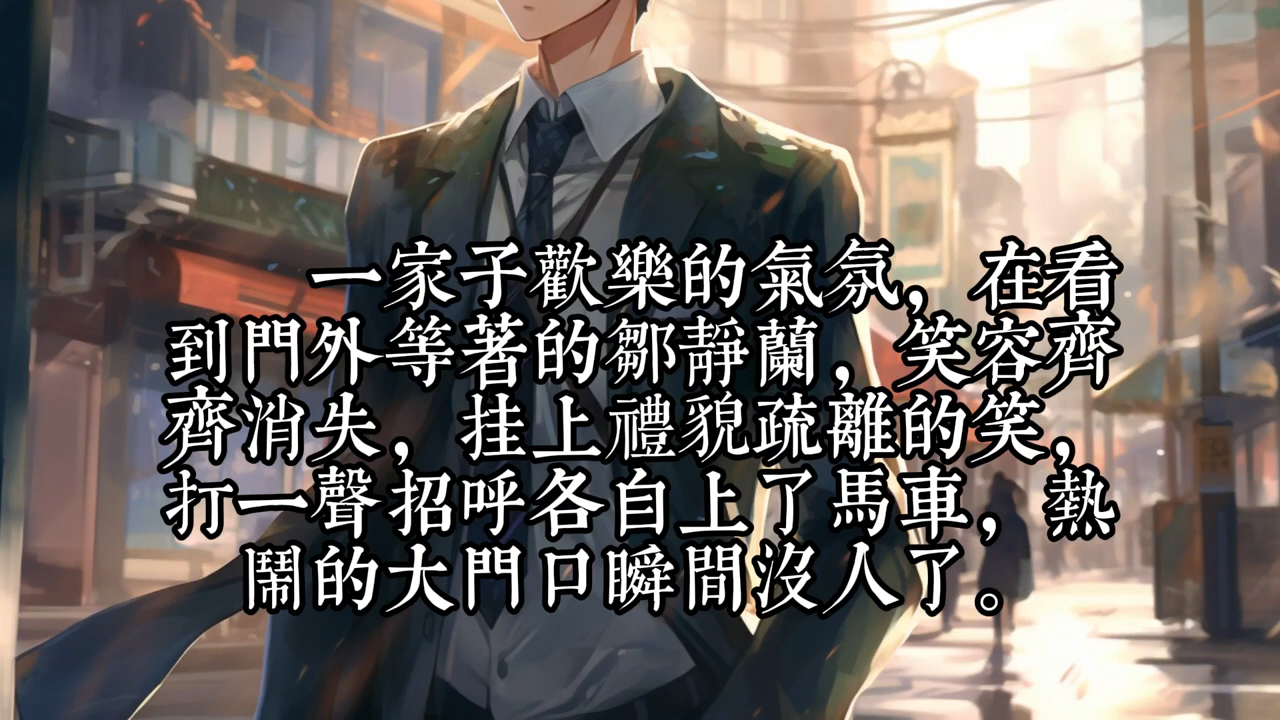 一家子歡樂的氣氛，在看
到門外等著的鄒靜蘭，笑容齊
齊消失，挂上禮貌疏離的笑，
打一聲招呼各自上了馬車，熱
鬧的大門口瞬間沒人了。